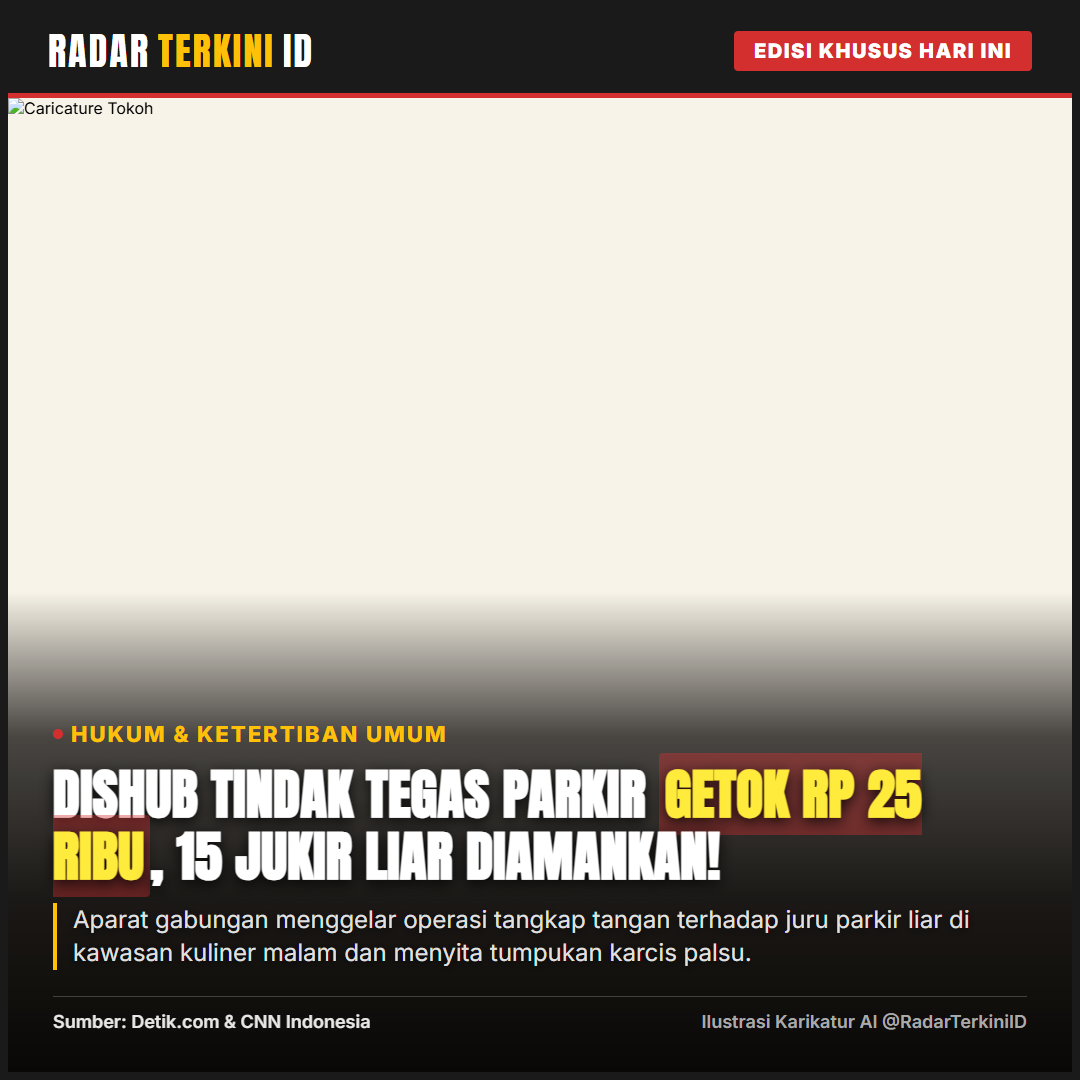 RADAR TERKINI ID
EDISI KHUSUS HARI INI
Caricature Tokoh
HUKUM & KETERTIBAN UMUM
DISHUB TINDAK TEGAS PARKIR GETOK RP 25
RIBU, 15 JUKIR LIAR DIAMANKAN!
Aparat gabungan menggelar operasi tangkap tangan terhadap juru parkir liar di
kawasan kuliner malam dan menyita tumpukan karcis palsu.
Sumber: Detik.com & CNN Indonesia
Ilustrasi Karikatur AI @RadarTerkiniID